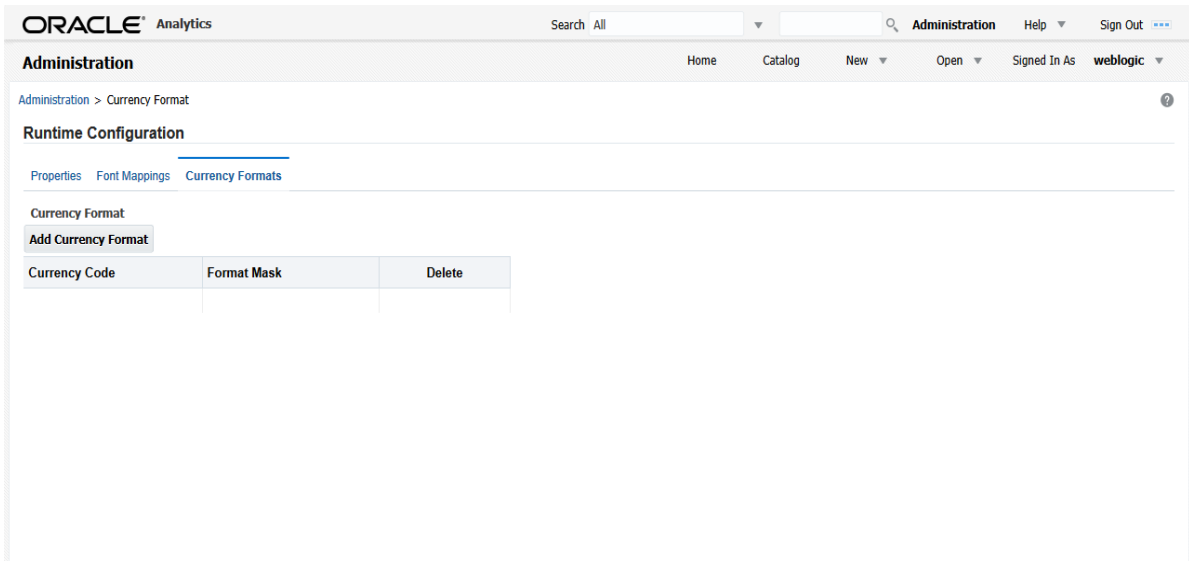 ORACLE Analytics Search All Administration Help Sign Out
Administration Home Catalog New Open Signed In As weblogic
Administration > Currency Format
Runtime Configuration
Properties Font Mappings Currency Formats
Currency Format
Add Currency Format
Currency Code Format Mask Delete